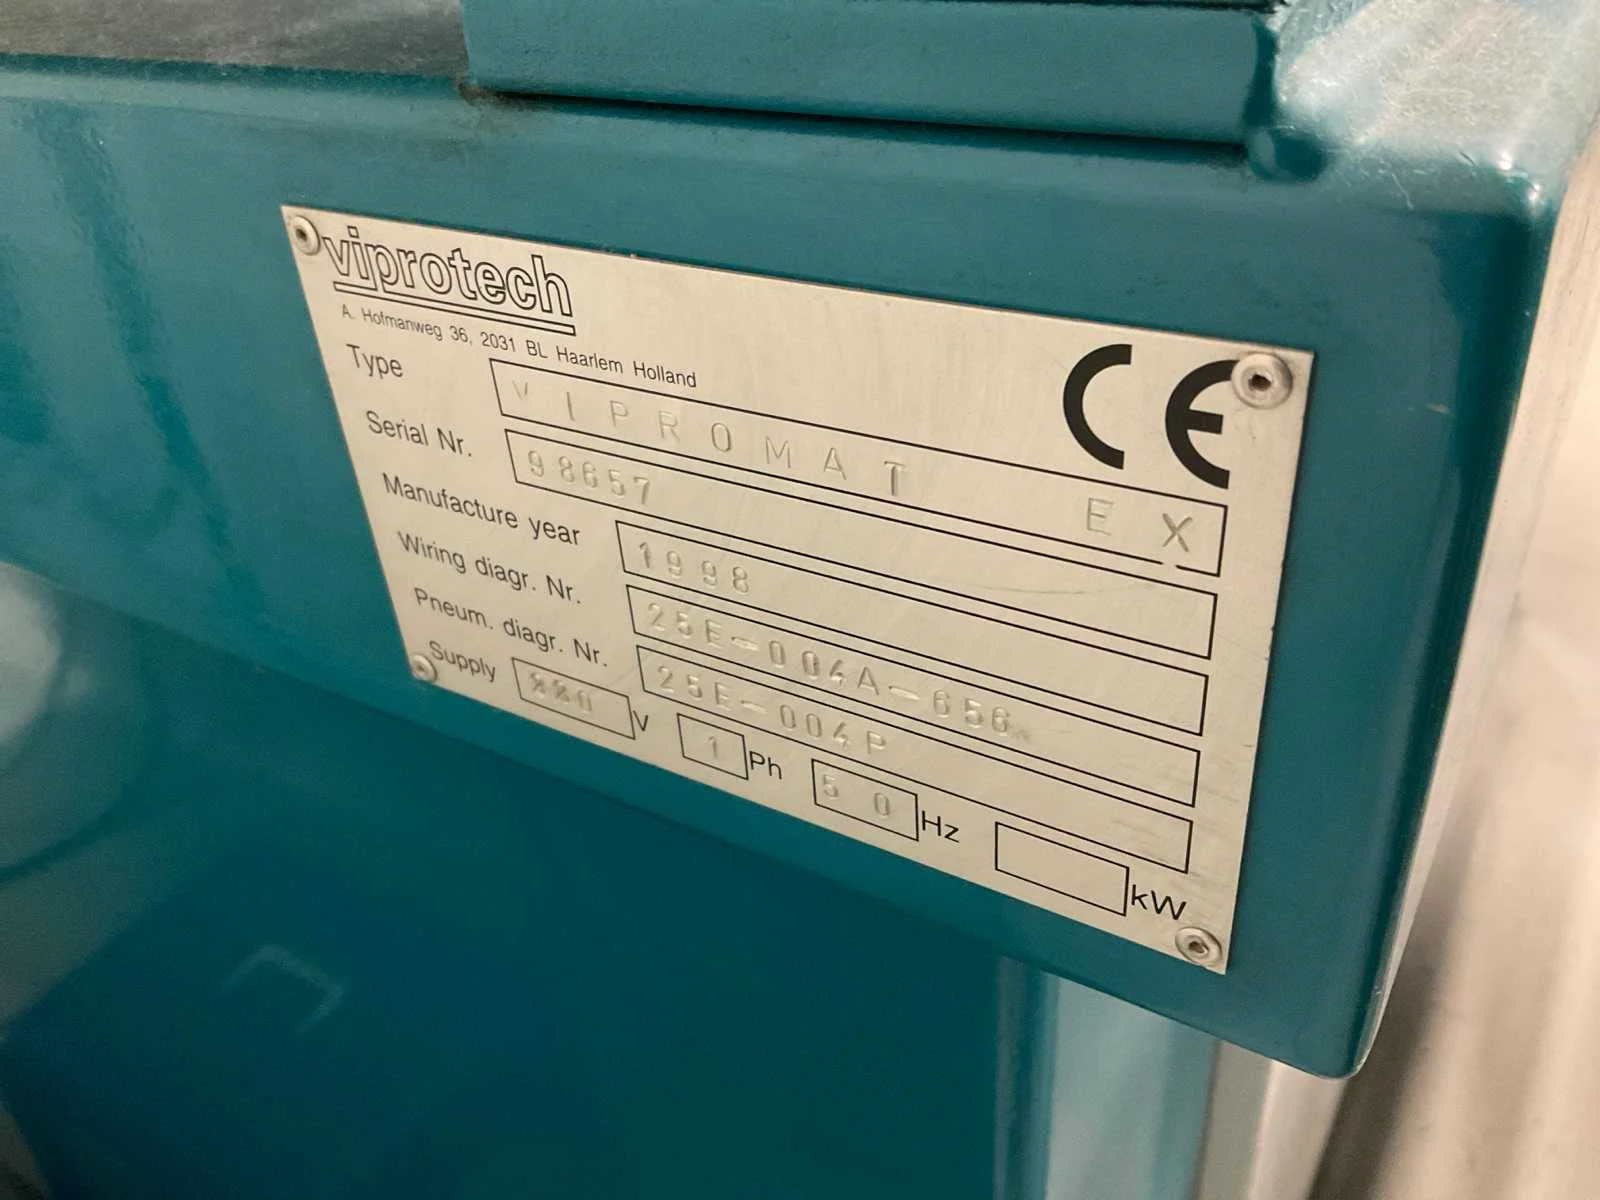 viprotech
A. Hofmanweg 36, 2031 BL Haarlem Holland
CE
Type VIPROMAT EX
Serial Nr. 98657
Manufacture year 1998
Wiring diagr. Nr. 25E-004A-656
Pneum. diagr. Nr. 25E-004P
Supply V 1 Ph 50 Hz kW